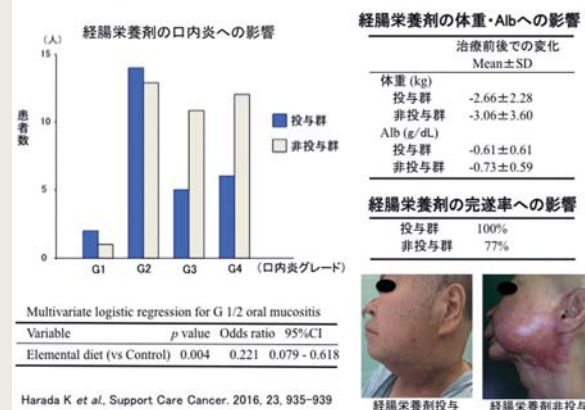 経腸栄養剤の口内炎への影響
(人)
15
10
5
0
患者数
投与群
非投与群
G1 G2 G3 G4 (口内炎グレード)
Multivariate logistic regression for G 1/2 oral mucositis
Variable p value Odds ratio 95%CI
Elemental diet (vs Control) 0.004 0.221 0.079 - 0.618
Harada K et al., Support Care Cancer. 2016, 23, 935-939
経腸栄養剤の体重・Albへの影響
治療前後での変化
Mean±SD
体重 (kg)
投与群 -2.66±2.28
非投与群 -3.06±3.60
Alb (g/dL)
投与群 -0.61±0.61
非投与群 -0.73±0.59
経腸栄養剤の完遂率への影響
投与群 100%
非投与群 77%
経腸栄養剤投与 経腸栄養剤非投与